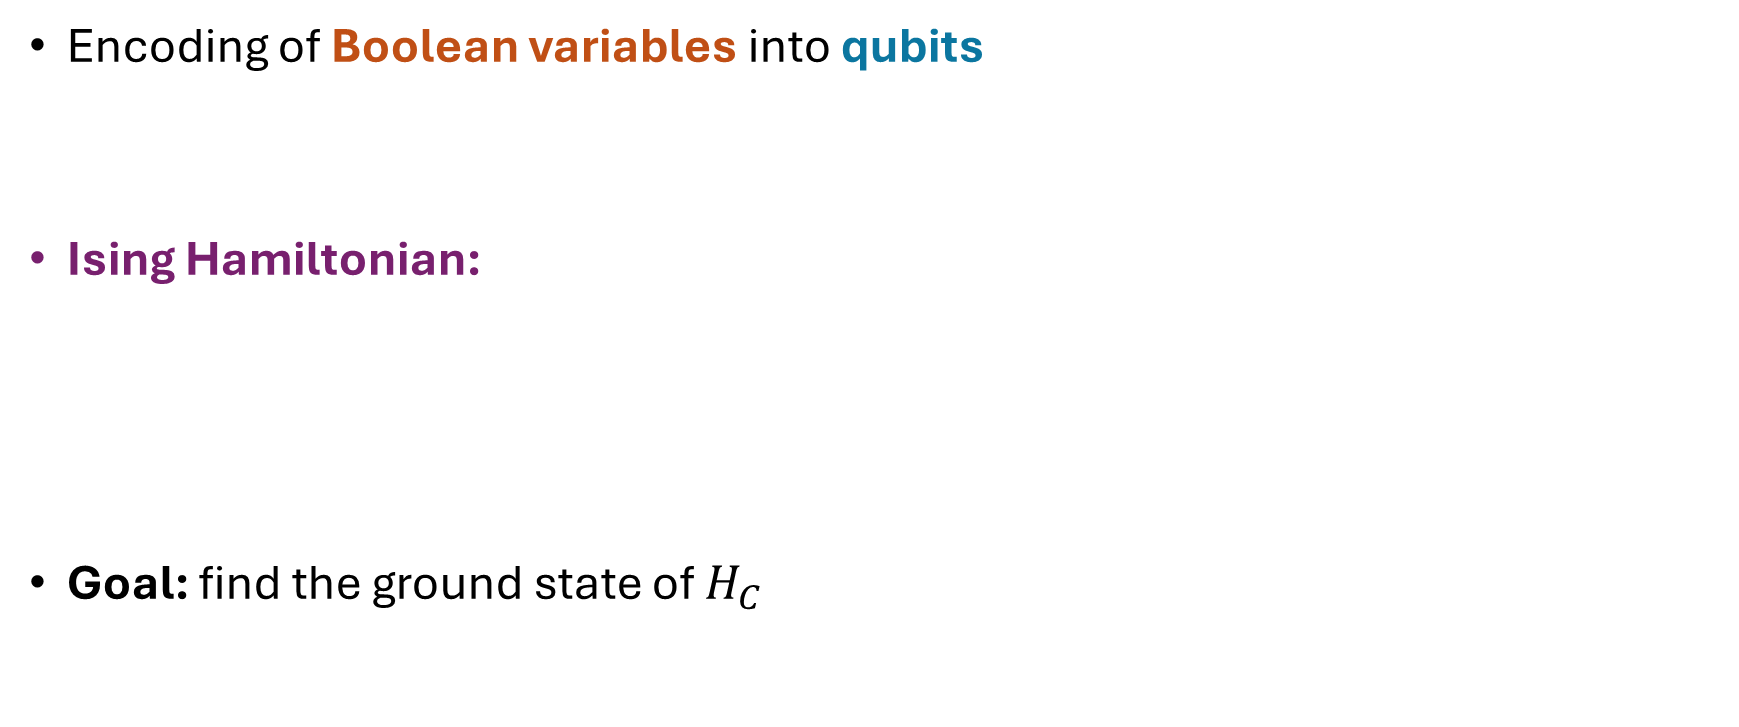 • Encoding of Boolean variables into qubits
• Ising Hamiltonian:
• Goal: find the ground state of H_C